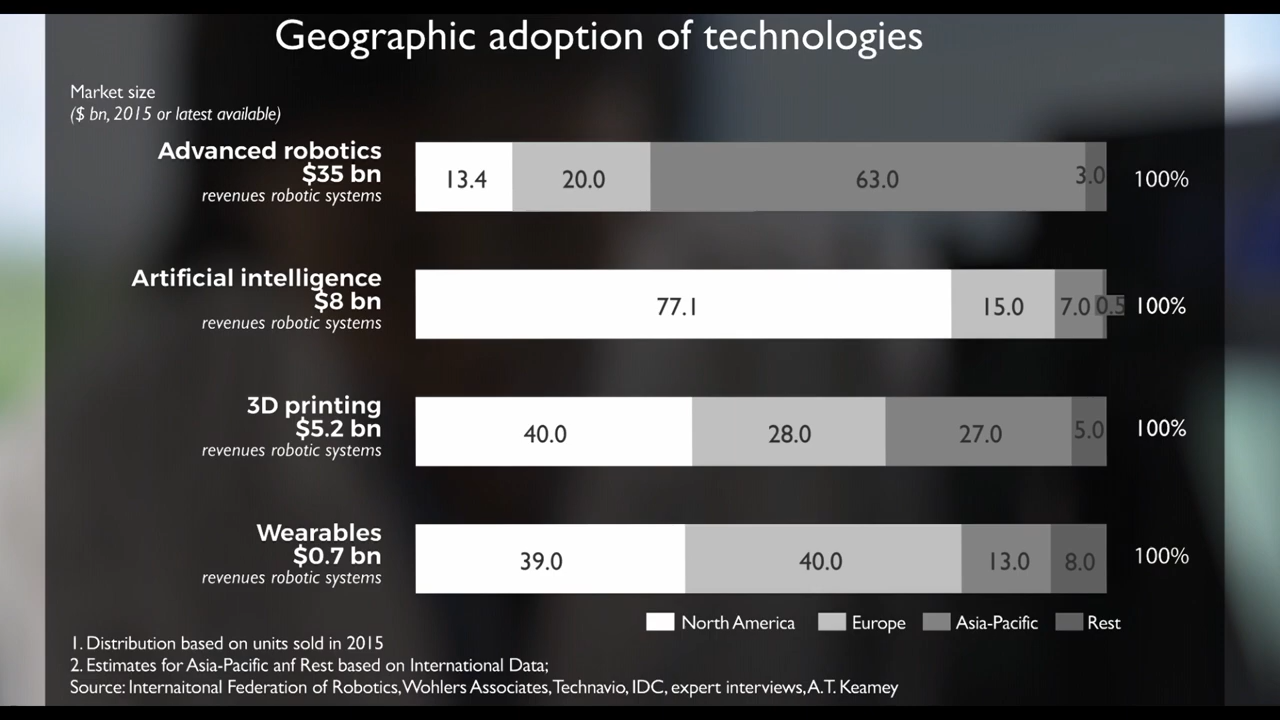 Geographic adoption of technologies
Market size
($ bn, 2015 or latest available)
Advanced robotics
$35 bn
revenues robotic systems
13.4 20.0 63.0 3.0 100%
Artificial intelligence
$8 bn
revenues robotic systems
77.1 15.0 7.0 0.5 100%
3D printing
$5.2 bn
revenues robotic systems
40.0 28.0 27.0 5.0 100%
Wearables
$0.7 bn
revenues robotic systems
39.0 40.0 13.0 8.0 100%
North America Europe Asia-Pacific Rest
1. Distribution based on units sold in 2015
2. Estimates for Asia-Pacific anf Rest based on International Data;
Source: Internaitonal Federation of Robotics, Wohlers Associates, Technavio, IDC, expert interviews, A.T. Keamey